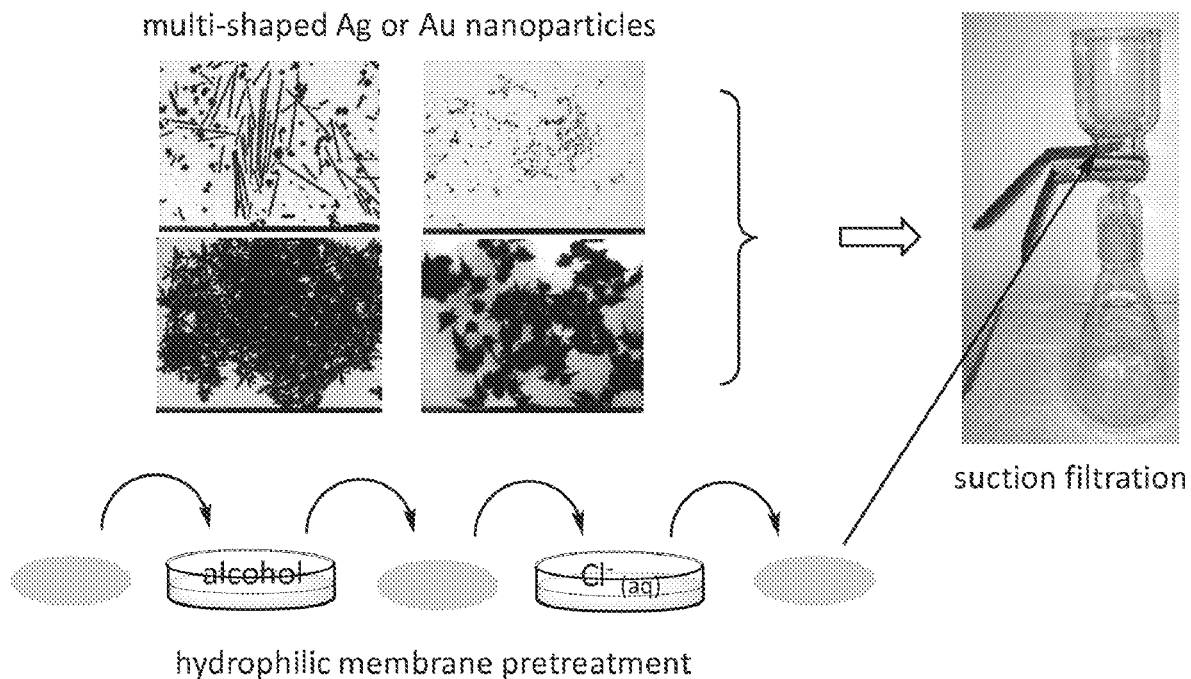 multi-shaped Ag or Au nanoparticles
suction filtration
alcohol
Cl⁻ (aq)
hydrophilic membrane pretreatment